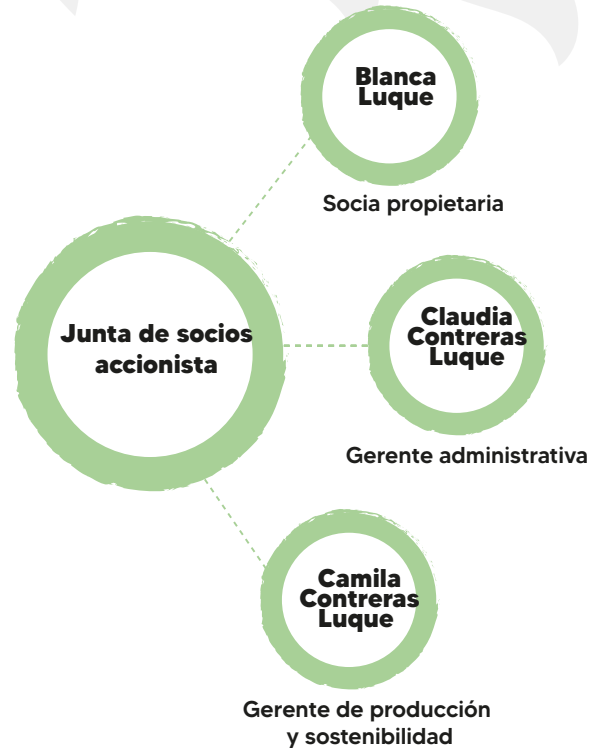 Blanca
Luque
Socia propietaria
Junta de socios
accionista
Claudia
Contreras
Luque
Gerente administrativa
Camila
Contreras
Luque
Gerente de producción
y sostenibilidad